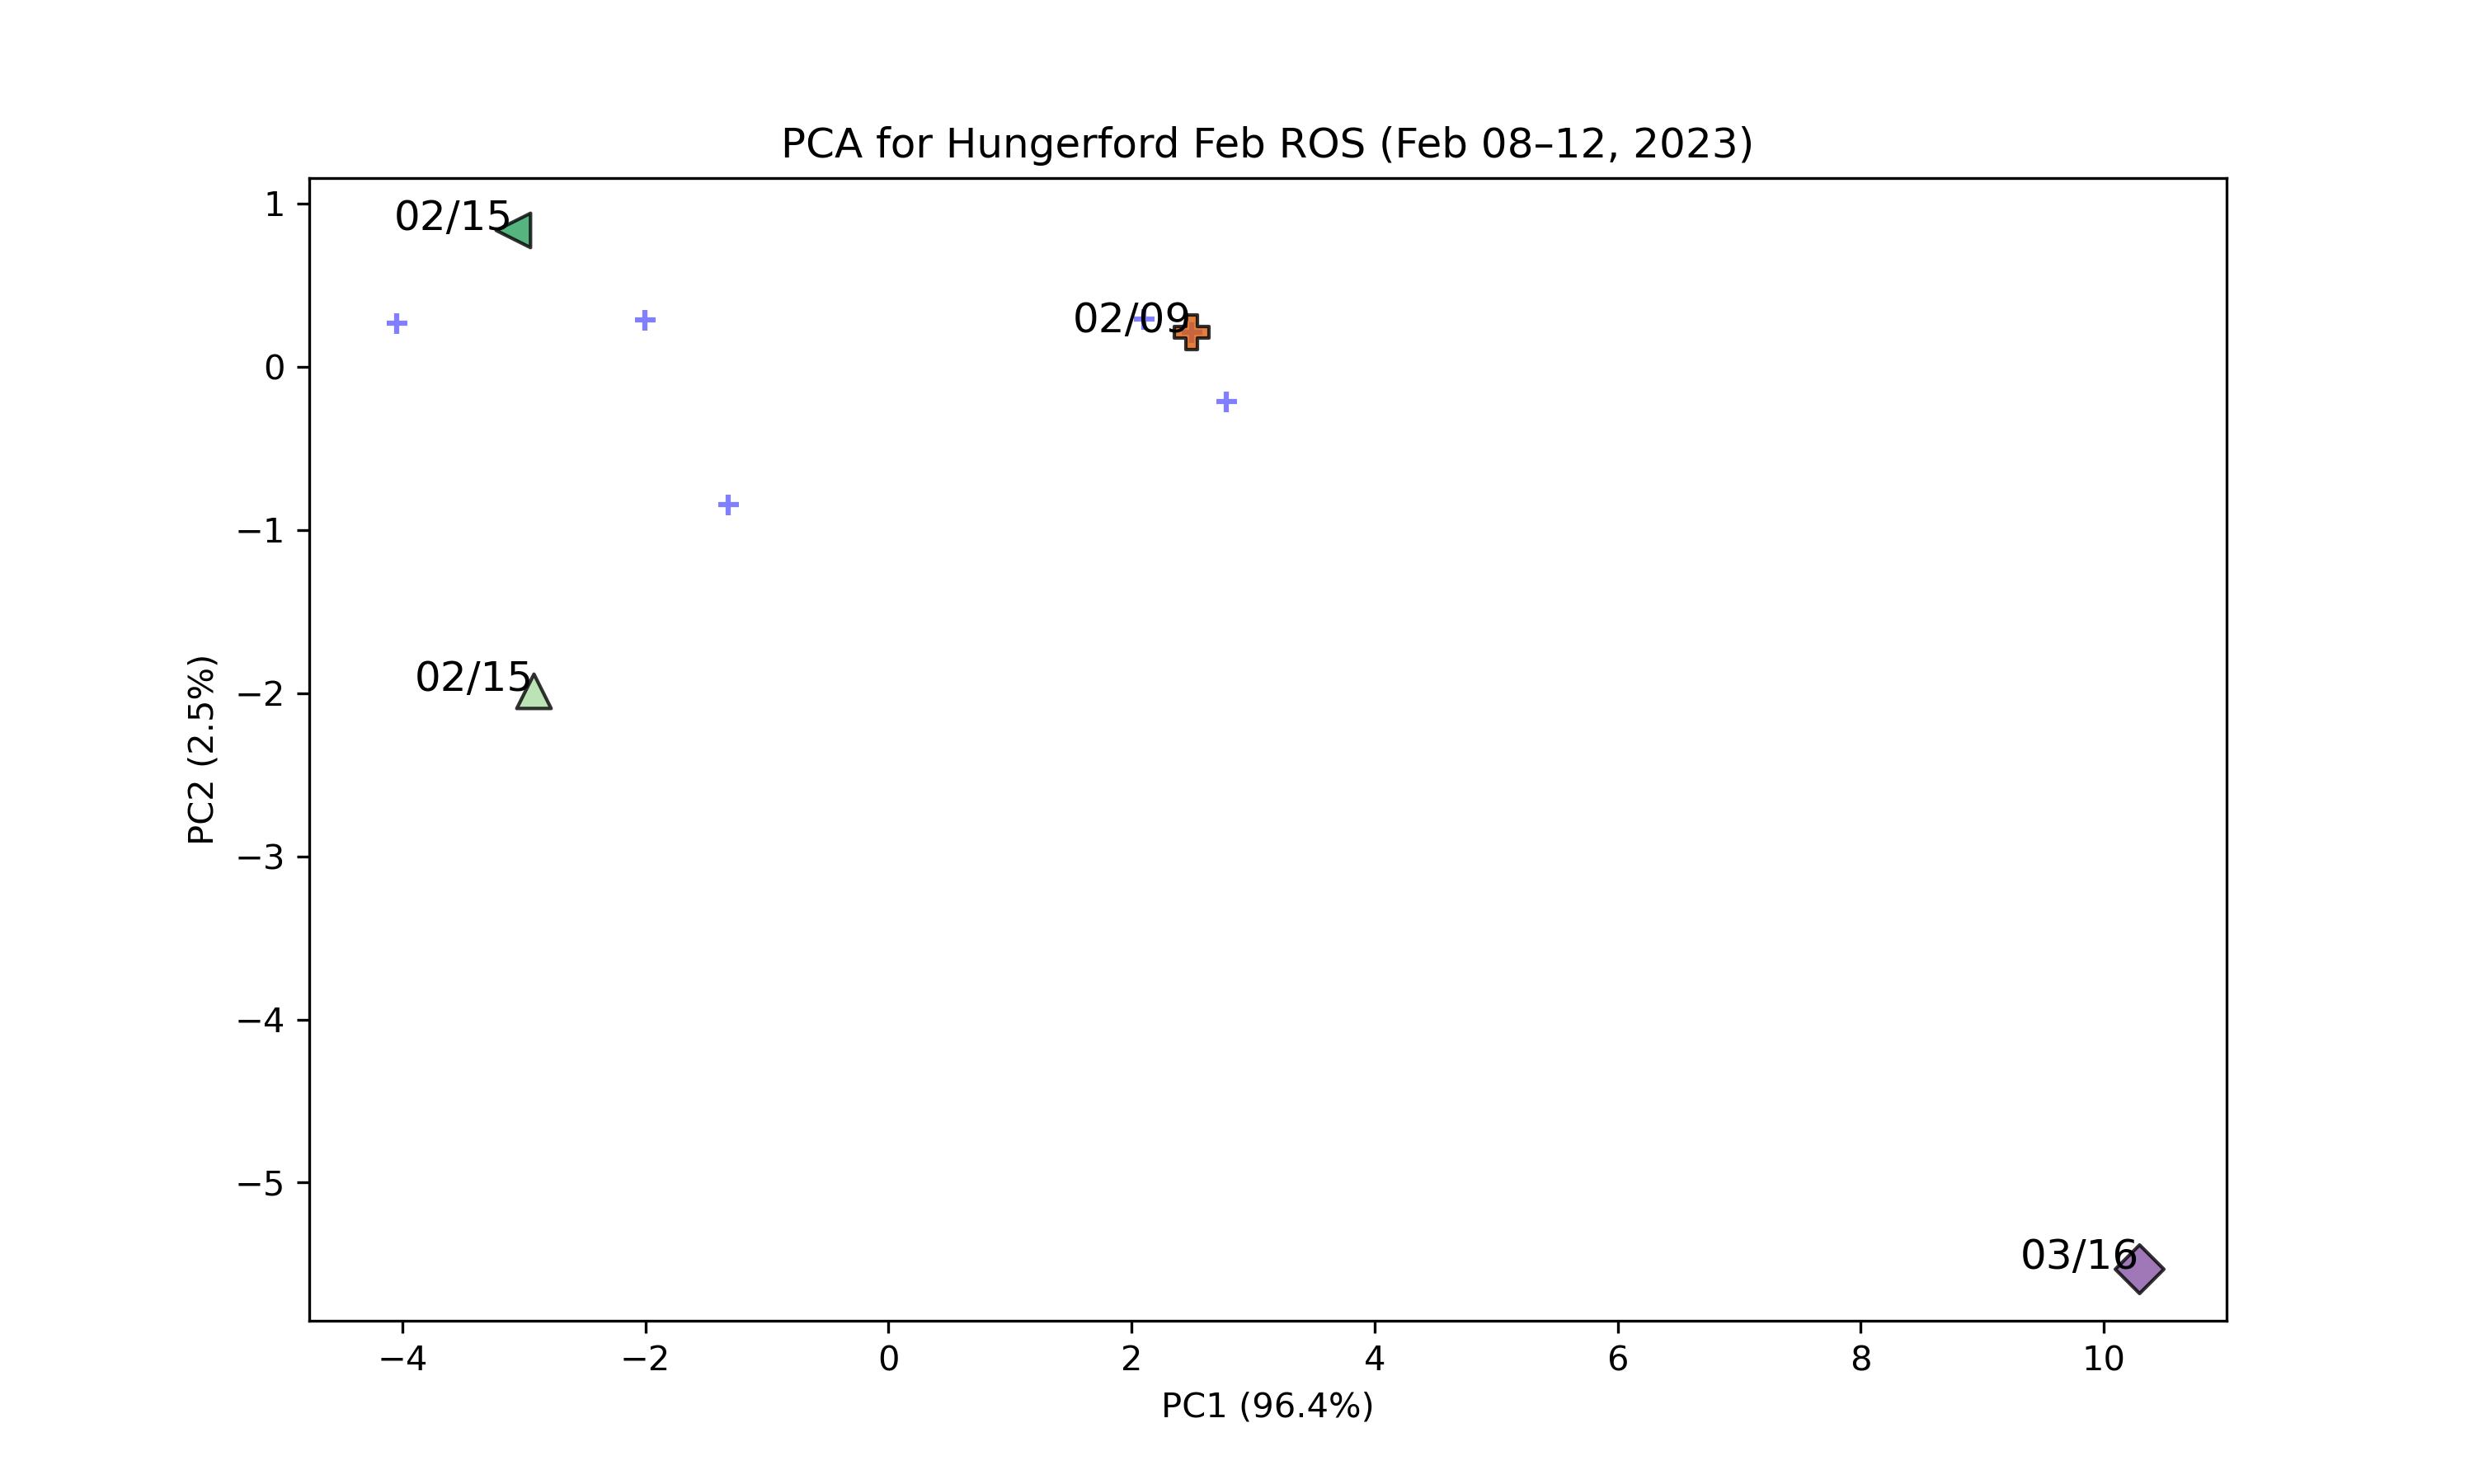 PCA for Hungerford Feb ROS (Feb 08–12, 2023)
1
02/15
02/09
0
−1
02/15
−2
PC2 (2.5%)
−3
−4
−5
03/16
−4 −2 0 2 4 6 8 10
PC1 (96.4%)